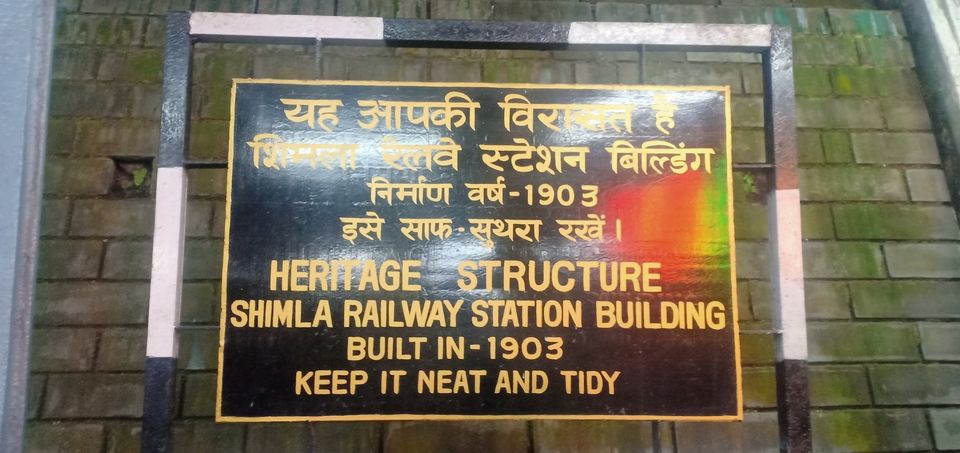 यह आपकी विरासत है
शिमला रेलवे स्टेशन बिल्डिंग
निर्माण वर्ष-1903
इसे साफ-सुथरा रखें।
HERITAGE STRUCTURE
SHIMLA RAILWAY STATION BUILDING
BUILT IN-1903
KEEP IT NEAT AND TIDY